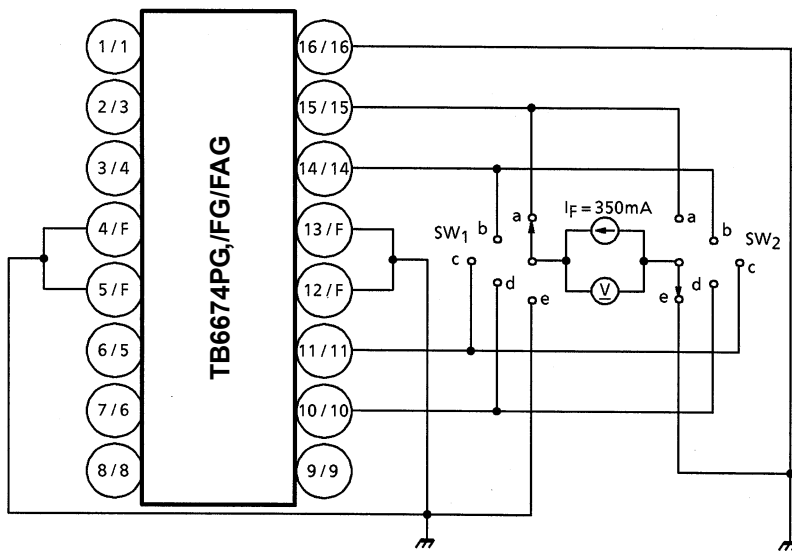 1 / 1
2 / 3
3 / 4
4 / F
5 / F
6 / 5
7 / 6
8 / 8
TB6674PG,/FG/FAG
16 / 16
15 / 15
14 / 14
13 / F
12 / F
11 / 11
10 / 10
9 / 9
SW1
a
b
c
d
e
IF = 350mA
V
SW2
a
b
c
d
e